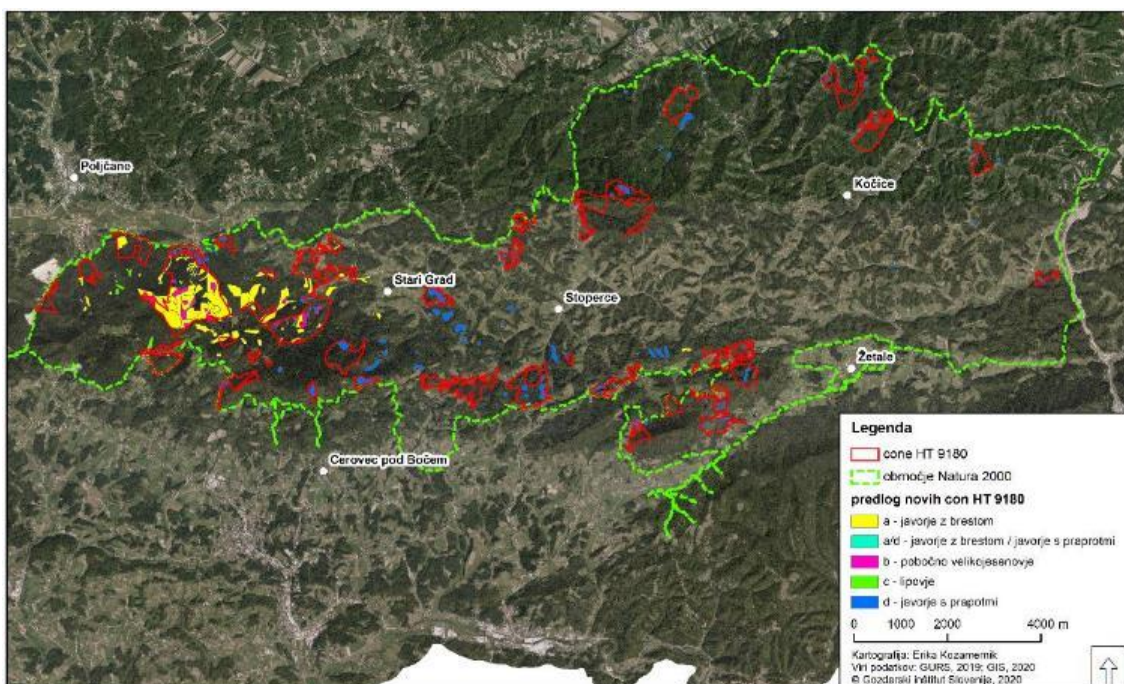 Poljčane
Kočice
Stari Grad
Stoperce
Žetale
Cerovec pod Bočem
Legenda
cone HT 9180
območje Natura 2000
predlog novih con HT 9180
a - javorje z brestom
a/d - javorje z brestom / javorje s praprotmi
b - pobočno velikojesenovje
c - lipovje
d - javorje s prapotmi
0 1000 2000 4000 m
Kartografija: Erika Kozamernik
Viri podatkov: GURS, 2019; GIS, 2020
© Gozdarski inštitut Slovenije, 2020